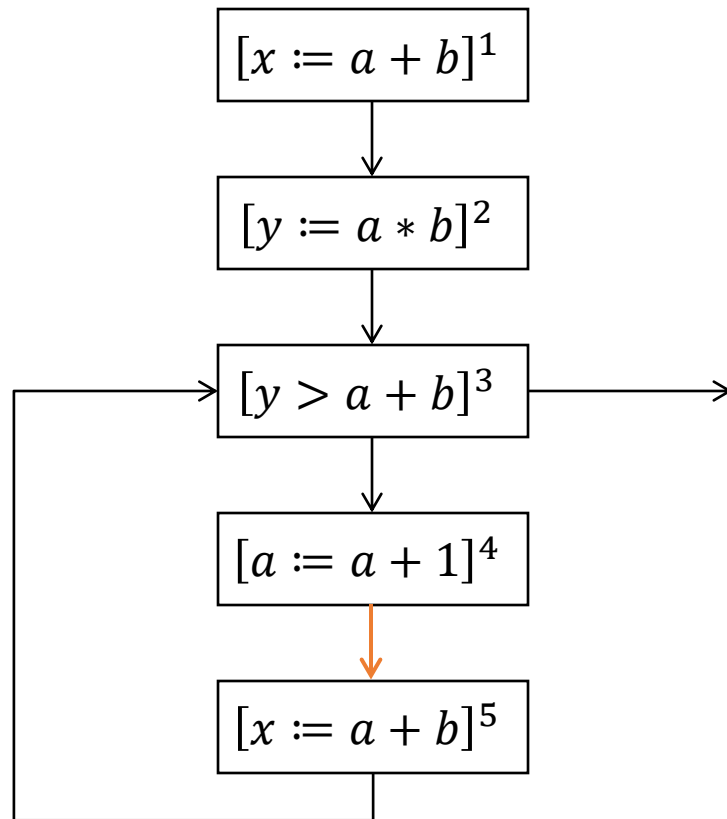 [x := a + b]¹
[y := a * b]²
[y > a + b]³
[a := a + 1]⁴
[x := a + b]⁵